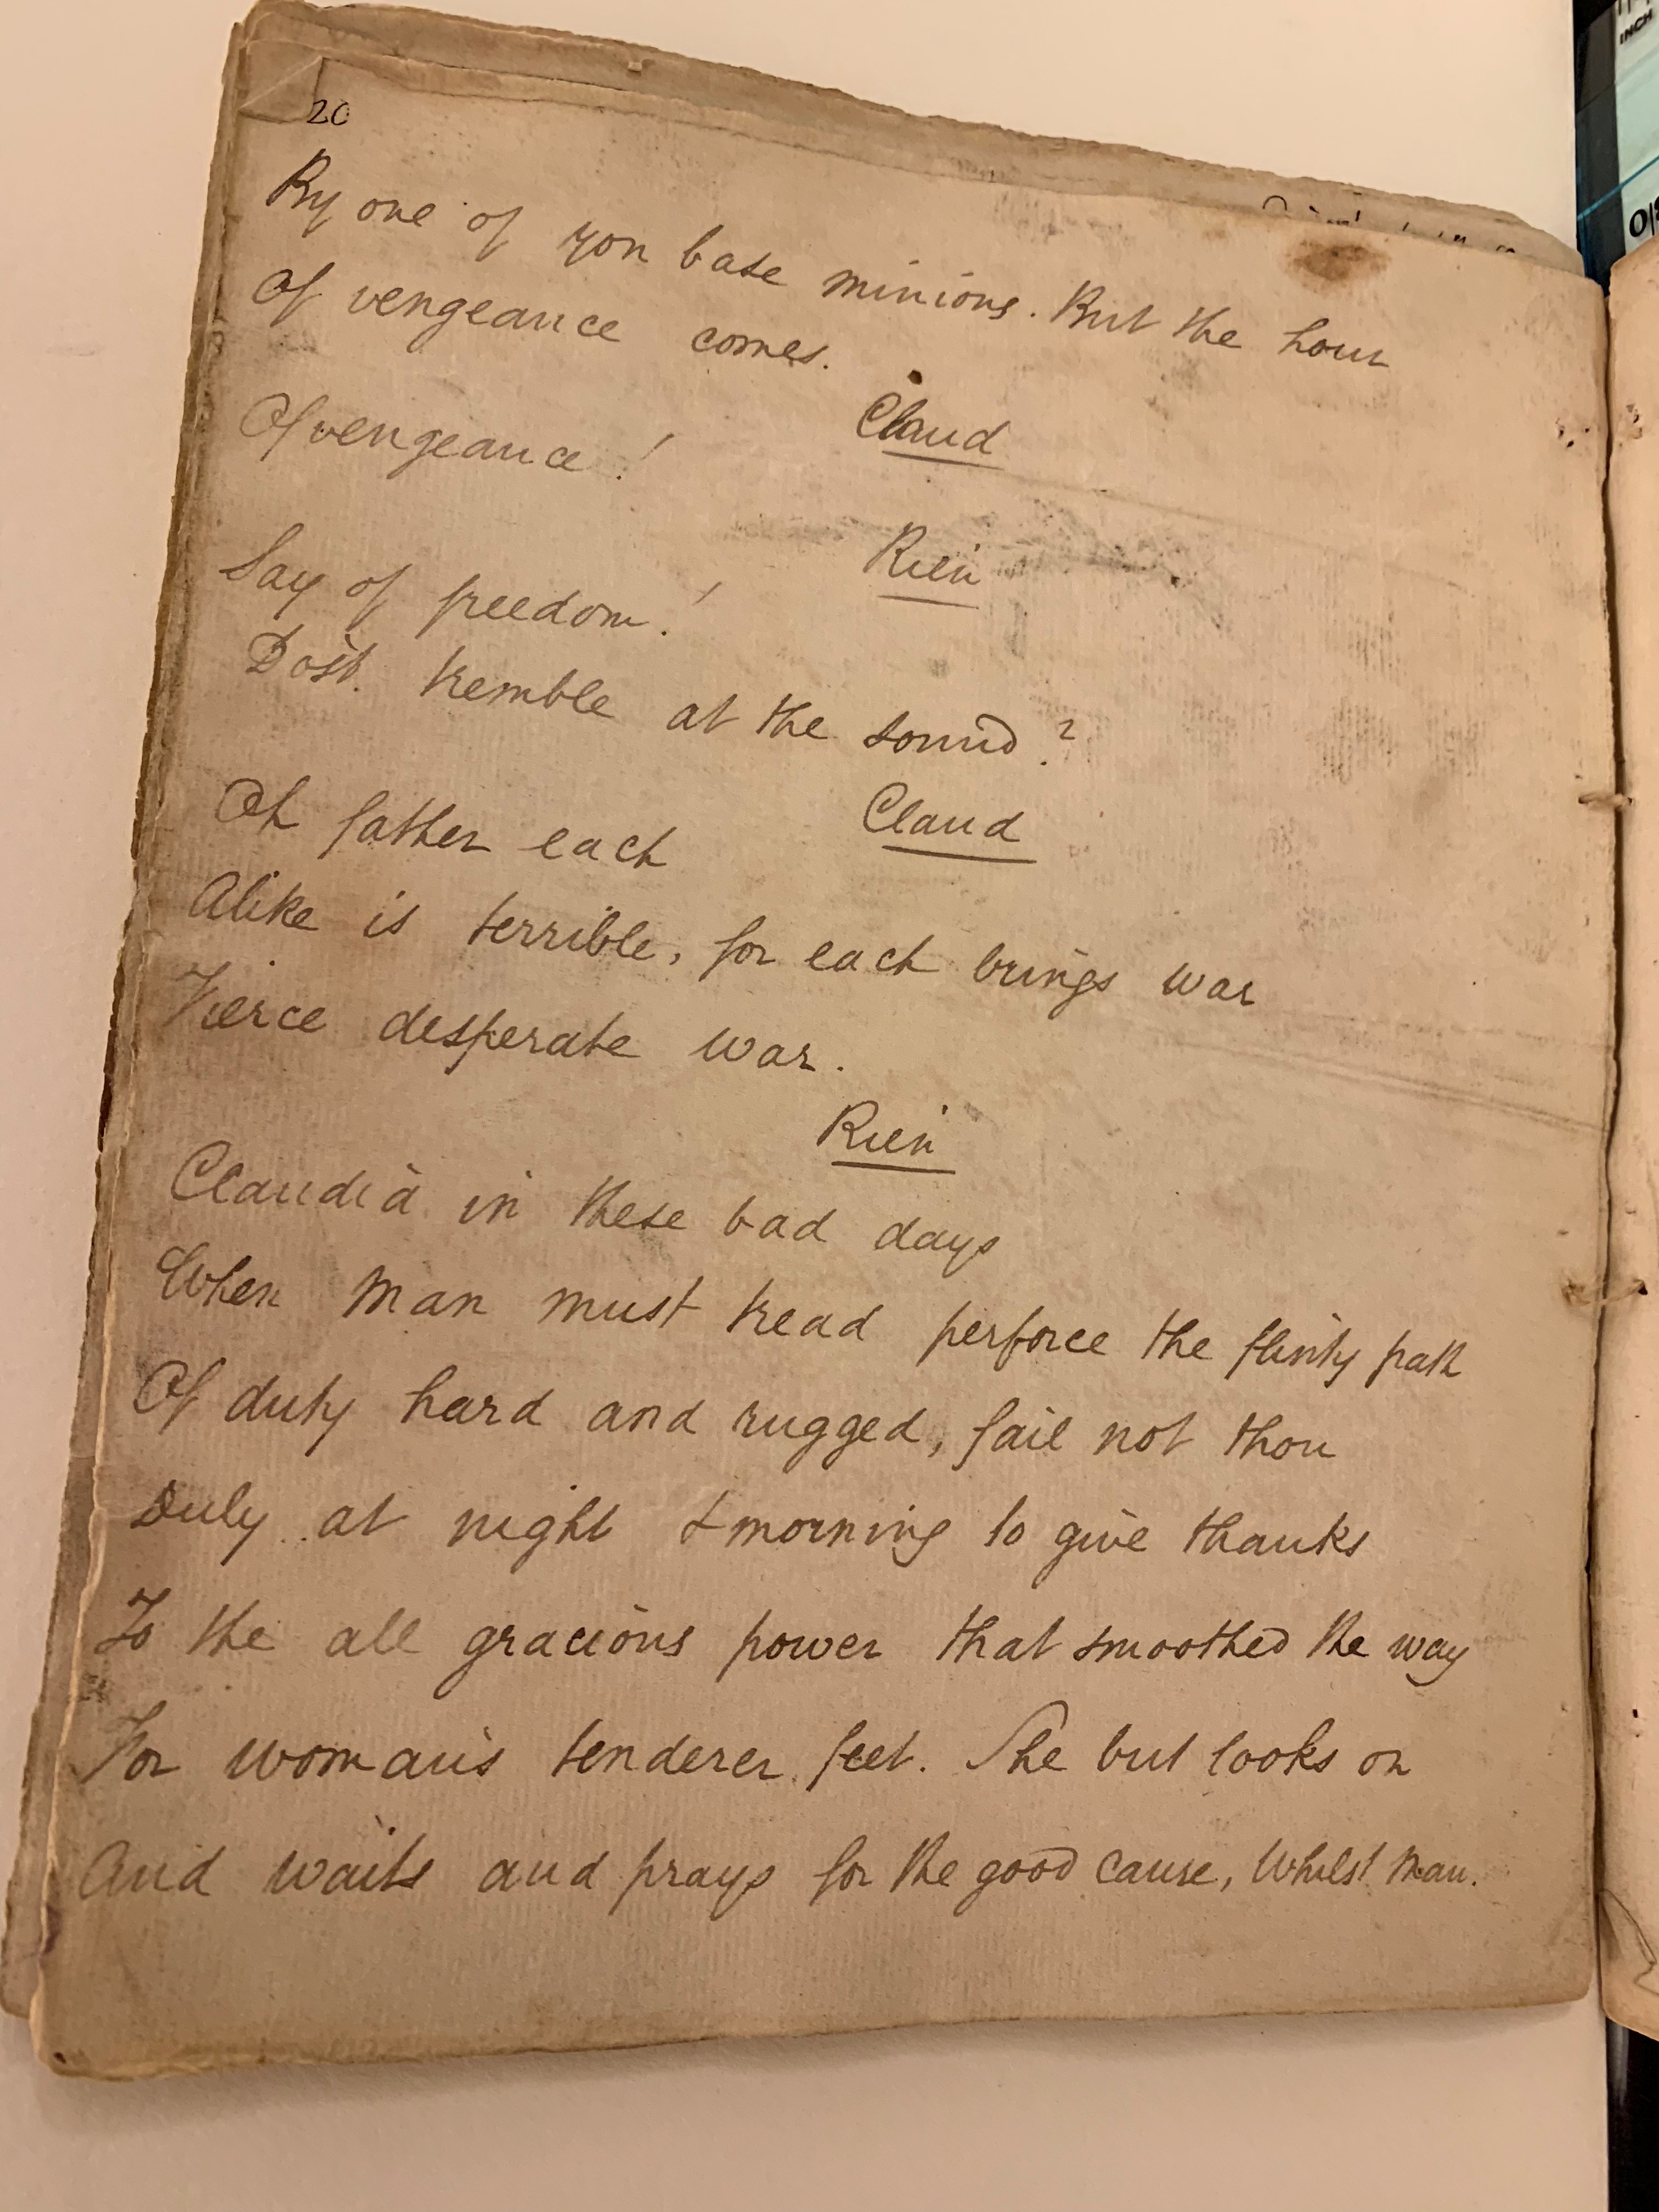 20
By one of yon base minions. But the hour
Of vengeance comes.
Claud
Of vengeance!
Rien
Say of freedom!
Dost tremble at the sound?
Claud
Oh father each
Alike is terrible, for each brings war
Fierce desperate war.
Rien
Claudia in these bad days
When man must tread perforce the flinty path
Of duty hard and rugged, fail not thou
Duly at night & morning to give thanks
To the all gracious power that smoothed the way
For woman's tenderer feet. She but looks on
And waits and prays for the good cause, Whilst man.
INCH